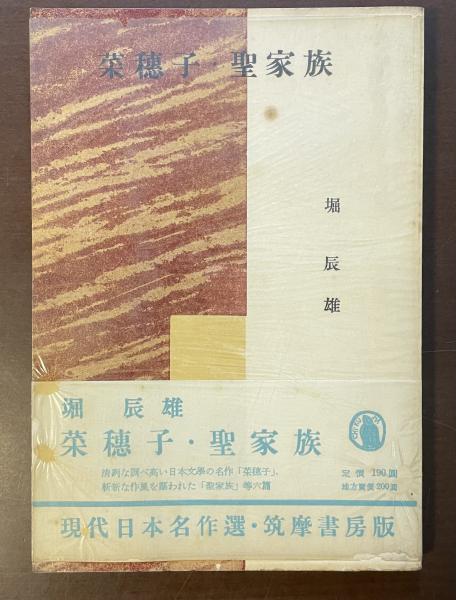 菜穂子・聖家族
堀辰雄
堀辰雄
菜穂子・聖家族
清冽な調べ高い日本文學の名作「菜穂子」、
斬新な作風を謳われた「聖家族」等六篇
定價 190圓
地方賣價 200圓
現代日本名作選・筑摩書房版